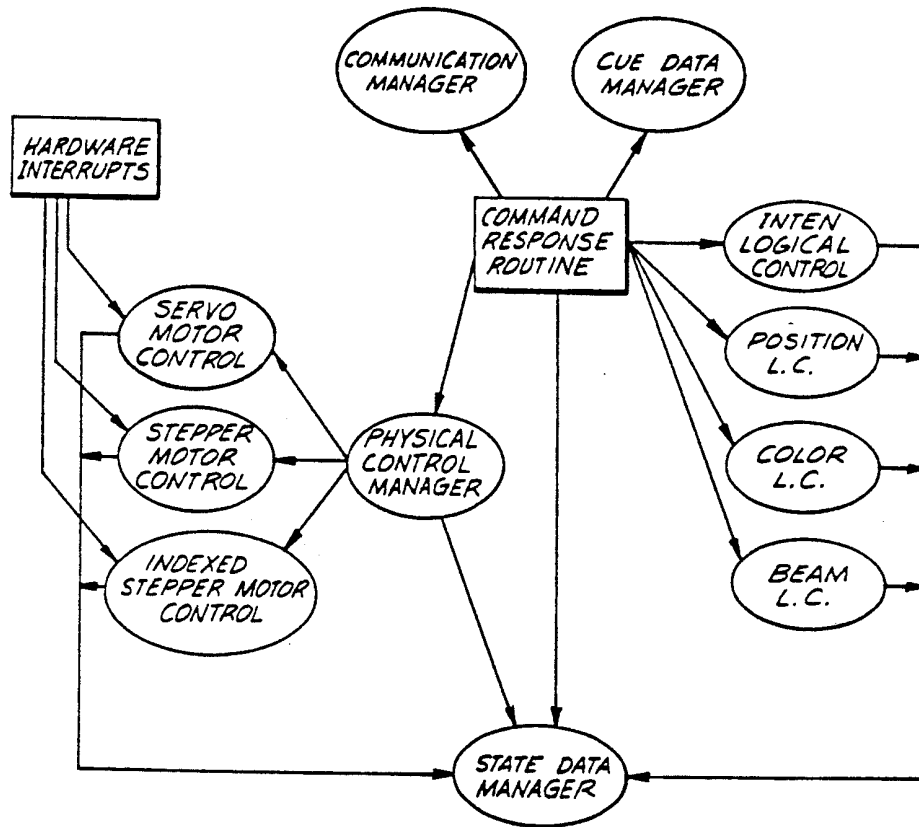 COMMUNICATION
MANAGER
CUE DATA
MANAGER
HARDWARE
INTERRUPTS
COMMAND
RESPONSE
ROUTINE
INTEN
LOGICAL
CONTROL
SERVO
MOTOR
CONTROL
POSITION
L.C.
STEPPER
MOTOR
CONTROL
PHYSICAL
CONTROL
MANAGER
COLOR
L.C.
INDEXED
STEPPER MOTOR
CONTROL
BEAM
L.C.
STATE DATA
MANAGER